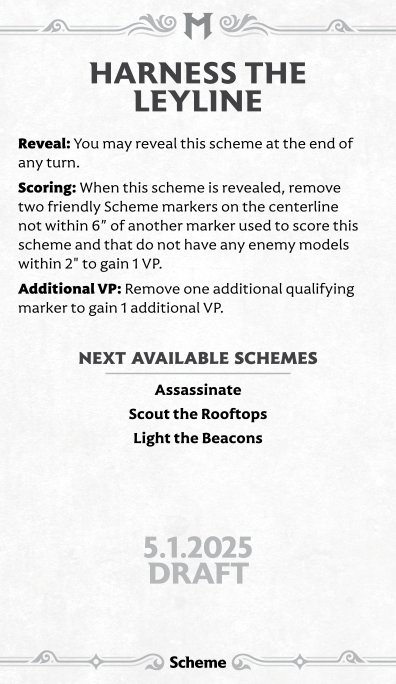 M
HARNESS THE
LEYLINE
Reveal: You may reveal this scheme at the end of
any turn.
Scoring: When this scheme is revealed, remove
two friendly Scheme markers on the centerline
not within 6” of another marker used to score this
scheme and that do not have any enemy models
within 2" to gain 1 VP.
Additional VP: Remove one additional qualifying
marker to gain 1 additional VP.
NEXT AVAILABLE SCHEMES
Assassinate
Scout the Rooftops
Light the Beacons
5.1.2025
DRAFT
Scheme